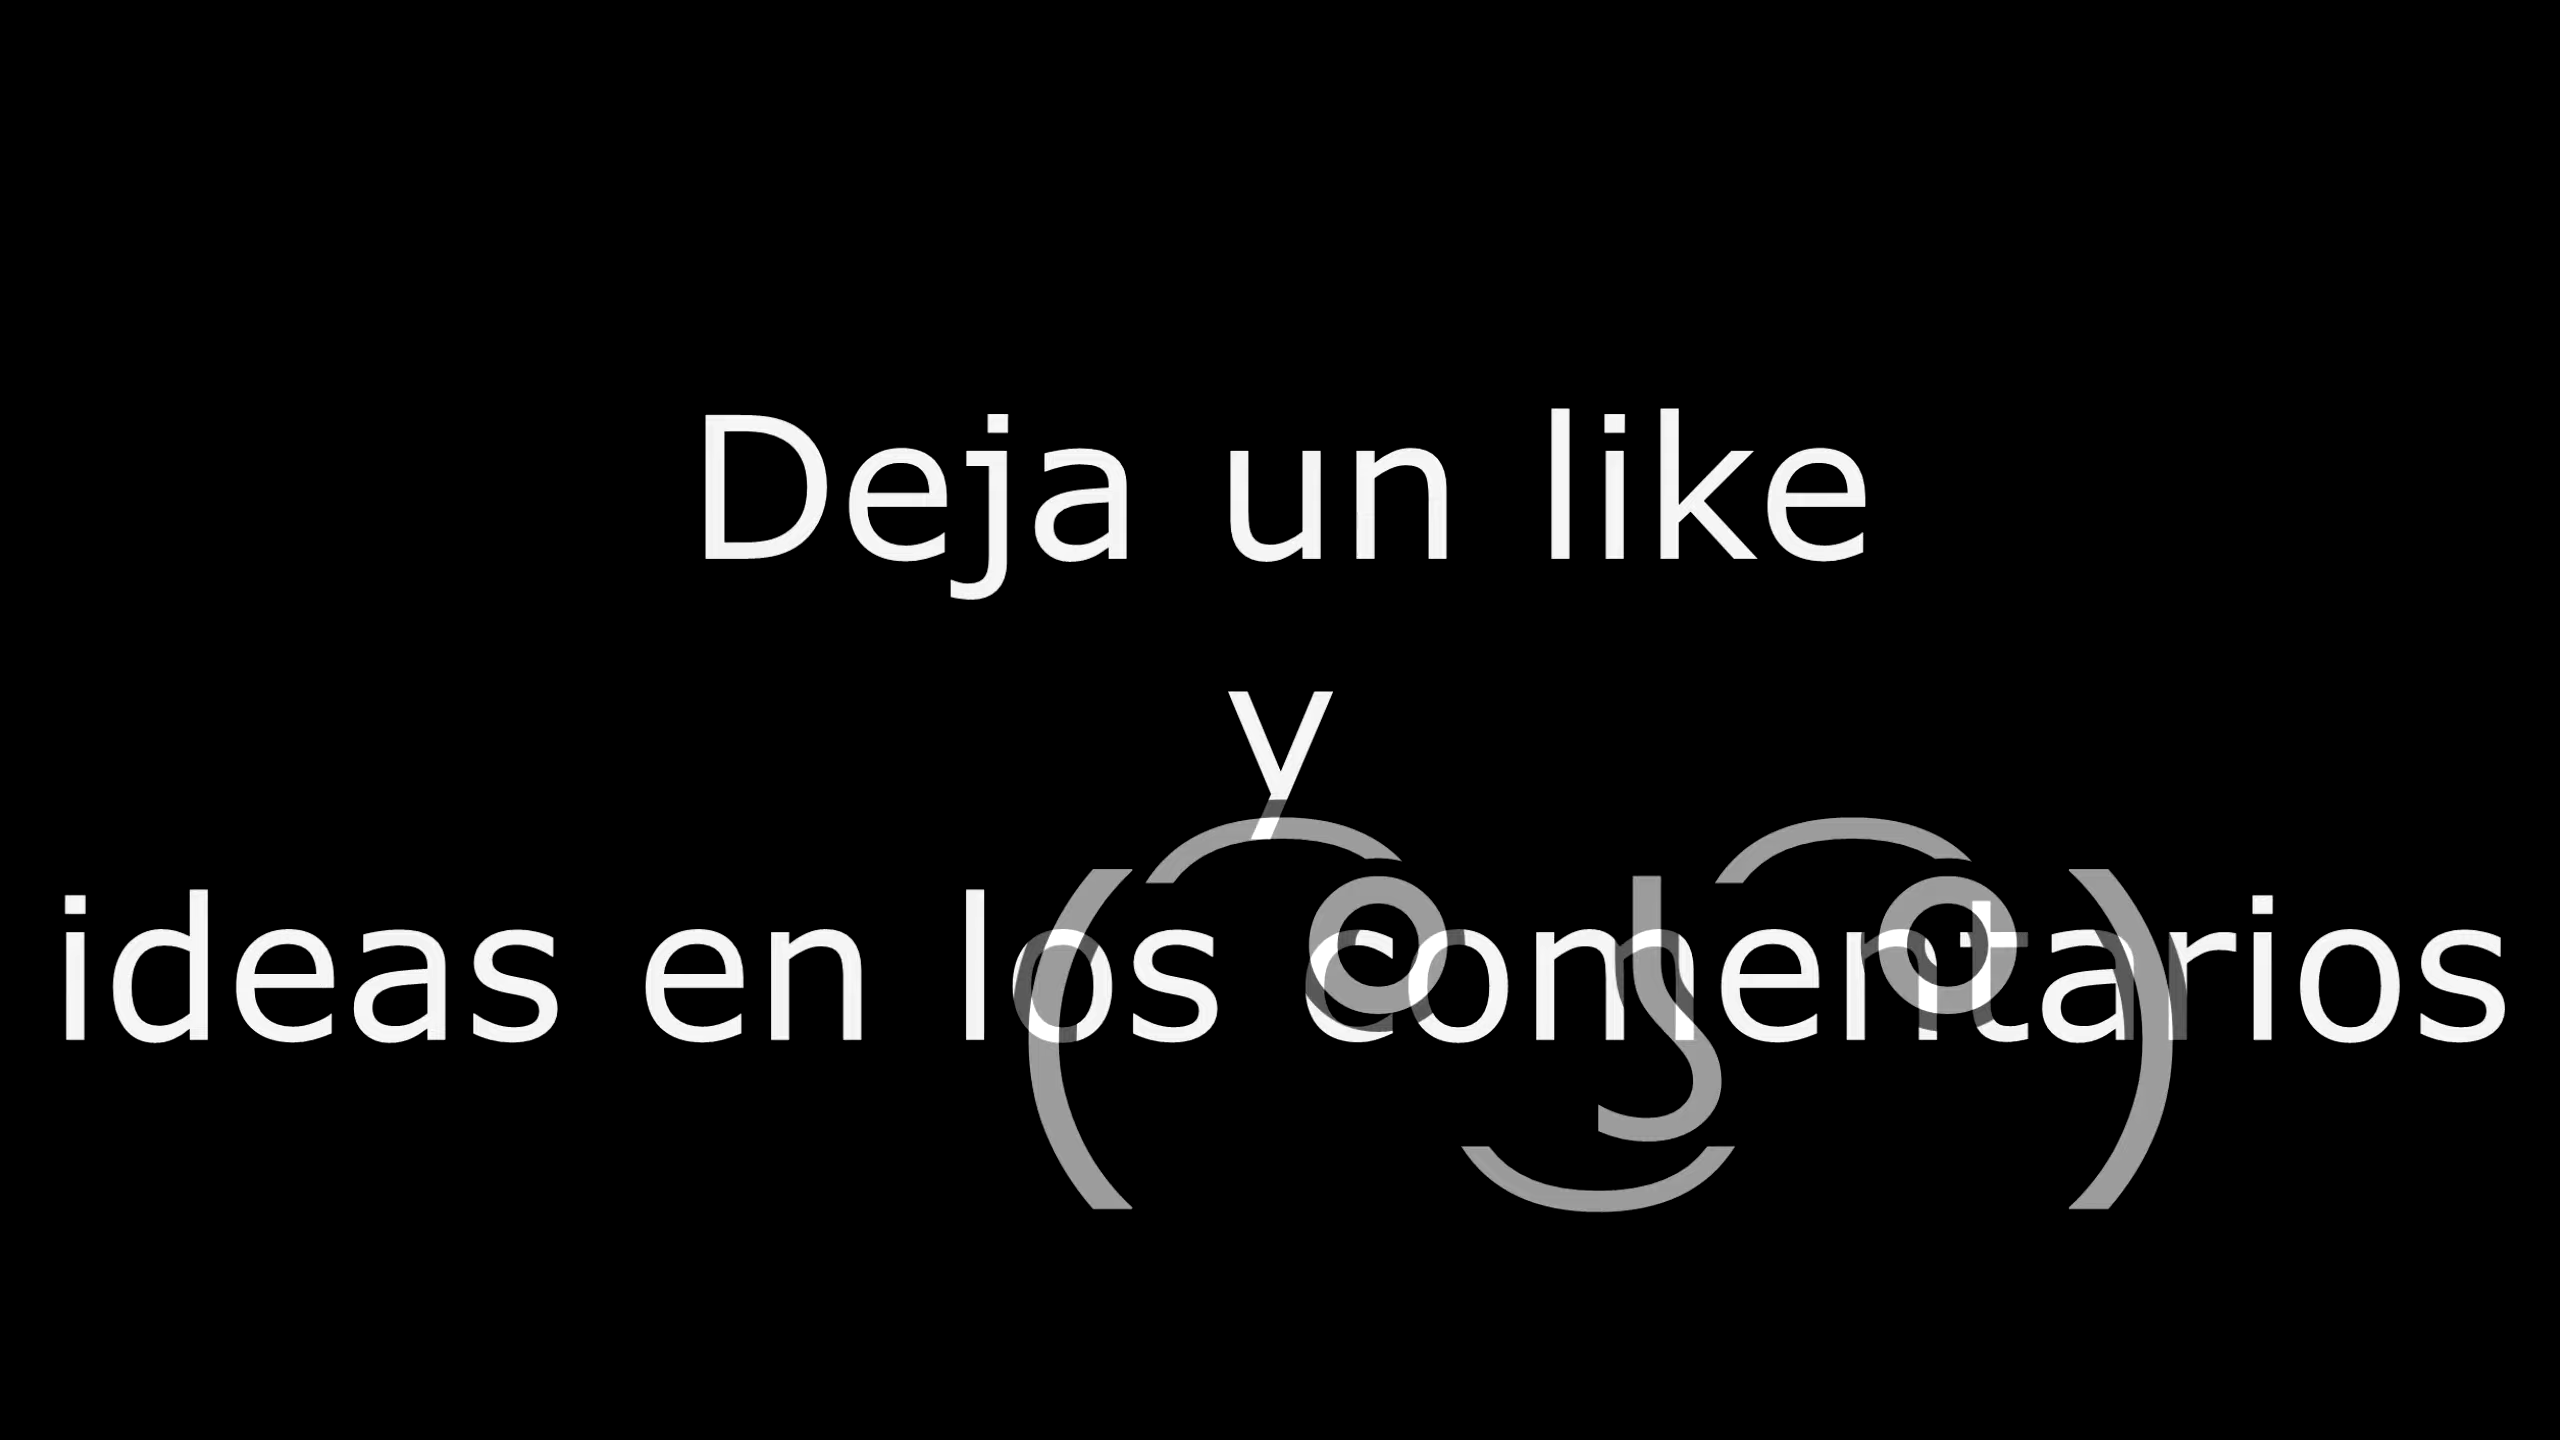 Deja un like
y
ideas en los comentarios
( ͡° ͜ʖ ͡°)